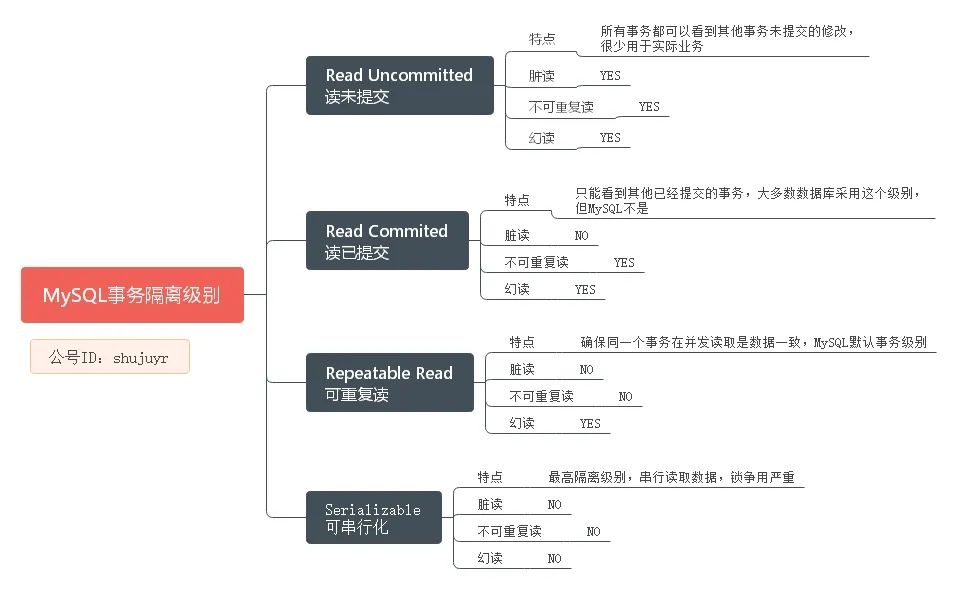 MySQL事务隔离级别
公号ID：shujuyr
Read Uncommitted
读未提交
特点
所有事务都可以看到其他事务未提交的修改，
很少用于实际业务
脏读 YES
不可重复读 YES
幻读 YES
Read Commited
读已提交
特点
只能看到其他已经提交的事务，大多数数据库采用这个级别，
但MySQL不是
脏读 NO
不可重复读 YES
幻读 YES
Repeatable Read
可重复读
特点 确保同一个事务在并发读取是数据一致，MySQL默认事务级别
脏读 NO
不可重复读 NO
幻读 YES
Serializable
可串行化
特点 最高隔离级别，串行读取数据，锁争用严重
脏读 NO
不可重复读 NO
幻读 NO